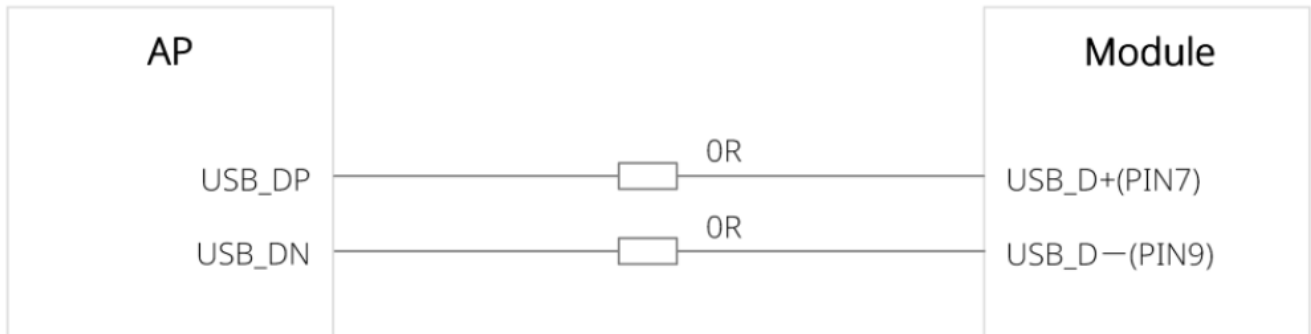 AP
Module
0R
USB_DP
USB_D+(PIN7)
0R
USB_DN
USB_D—(PIN9)